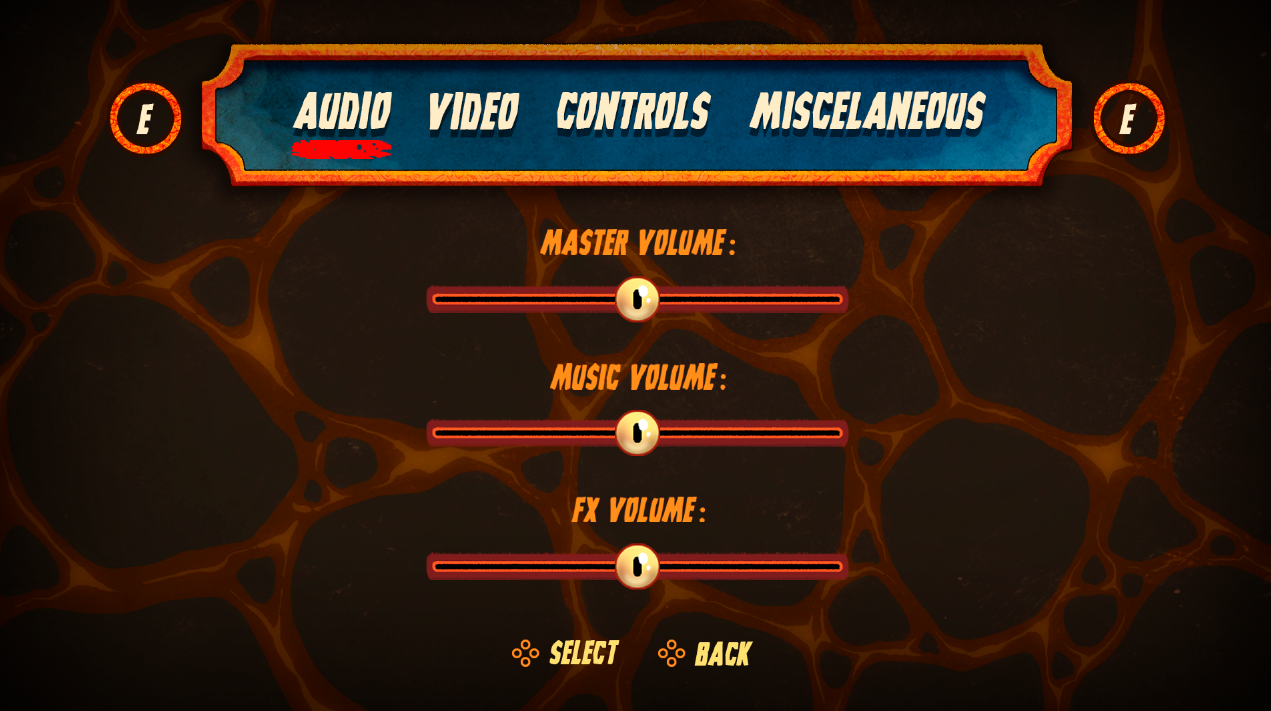 E AUDIO VIDEO CONTROLS MISCELANEOUS E
MASTER VOLUME:
MUSIC VOLUME:
FX VOLUME:
SELECT BACK